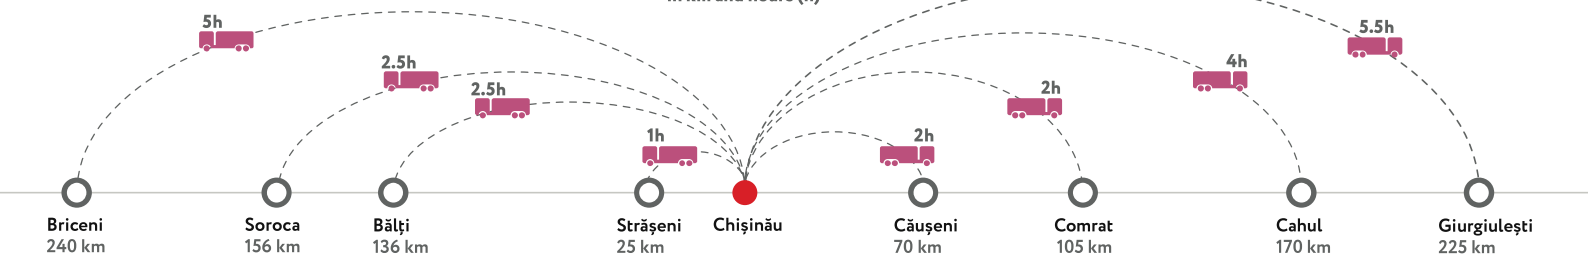 5h
5.5h
2.5h
4h
2.5h
2h
1h
2h
Briceni
240 km
Soroca
156 km
Bălți
136 km
Strășeni
25 km
Chișinău
Căușeni
70 km
Comrat
105 km
Cahul
170 km
Giurgiulești
225 km